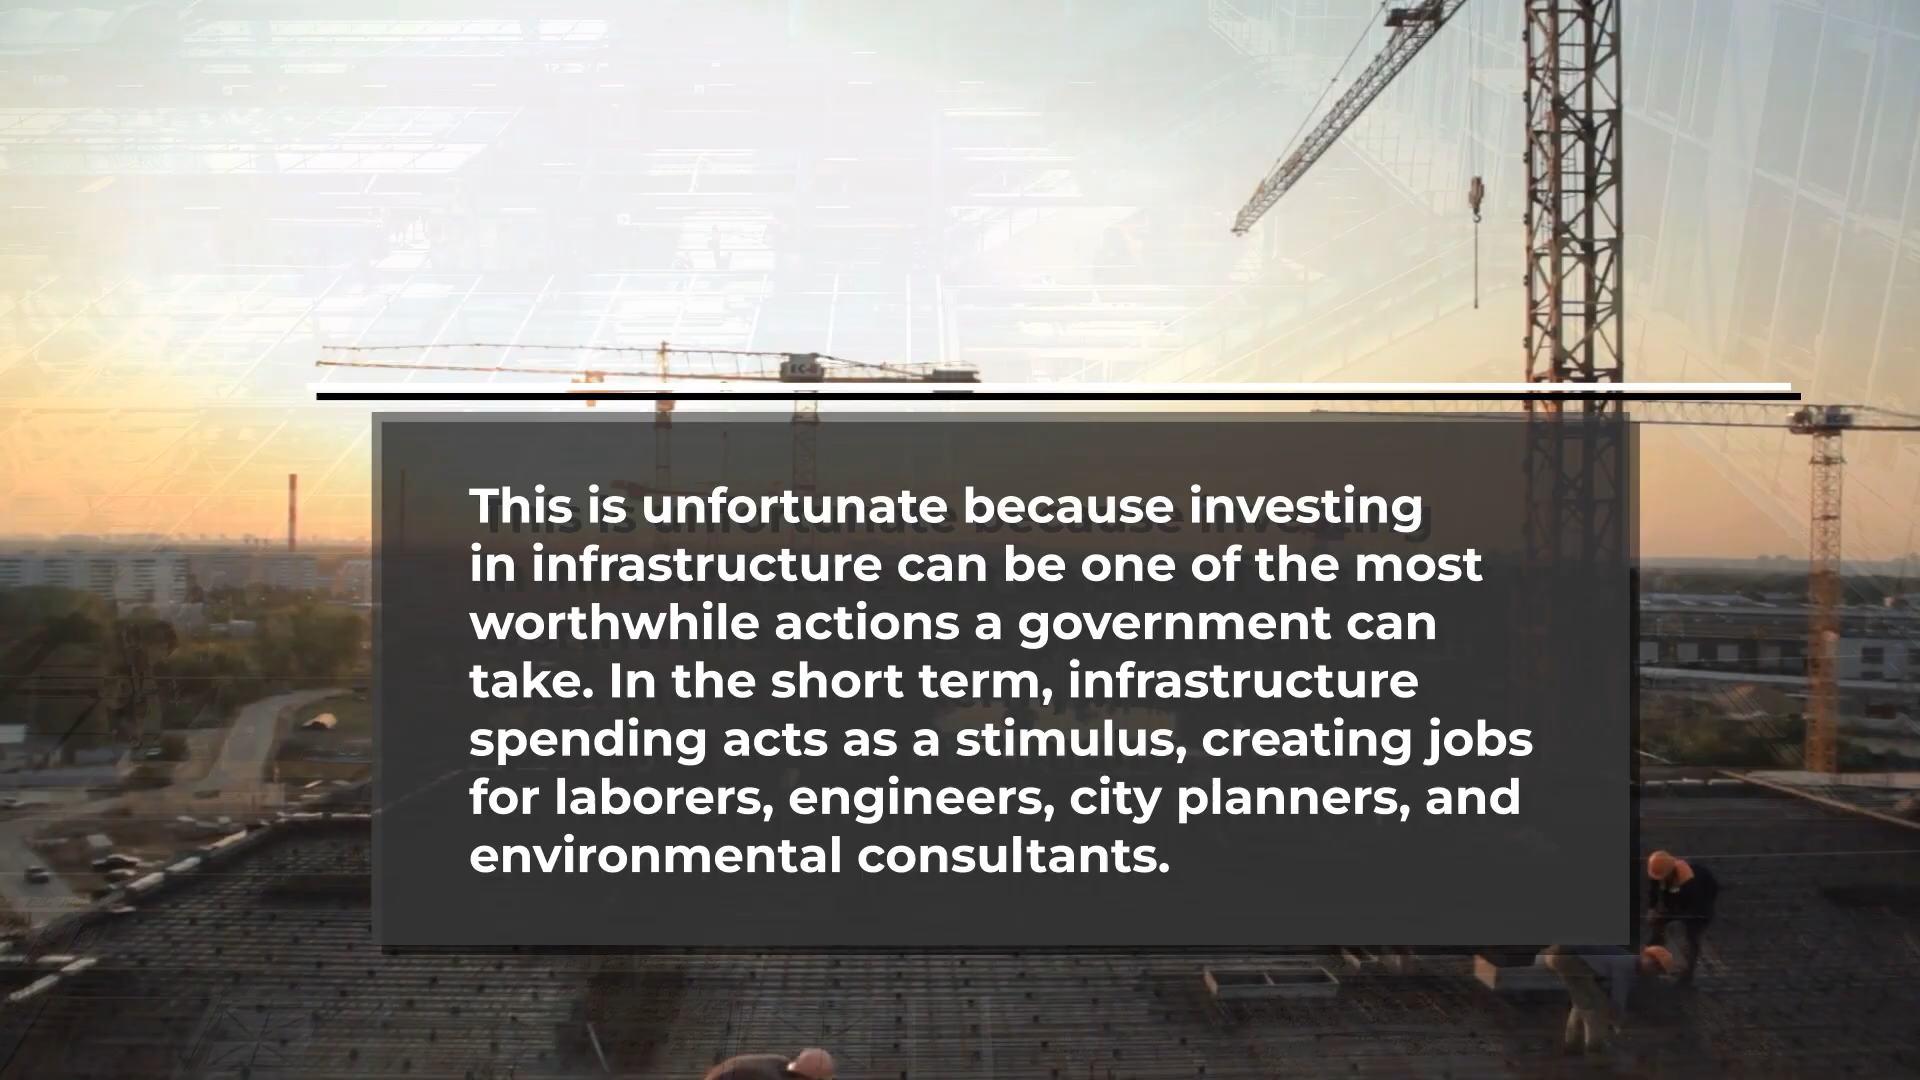 This is unfortunate because investing
in infrastructure can be one of the most
worthwhile actions a government can
take. In the short term, infrastructure
spending acts as a stimulus, creating jobs
for laborers, engineers, city planners, and
environmental consultants.